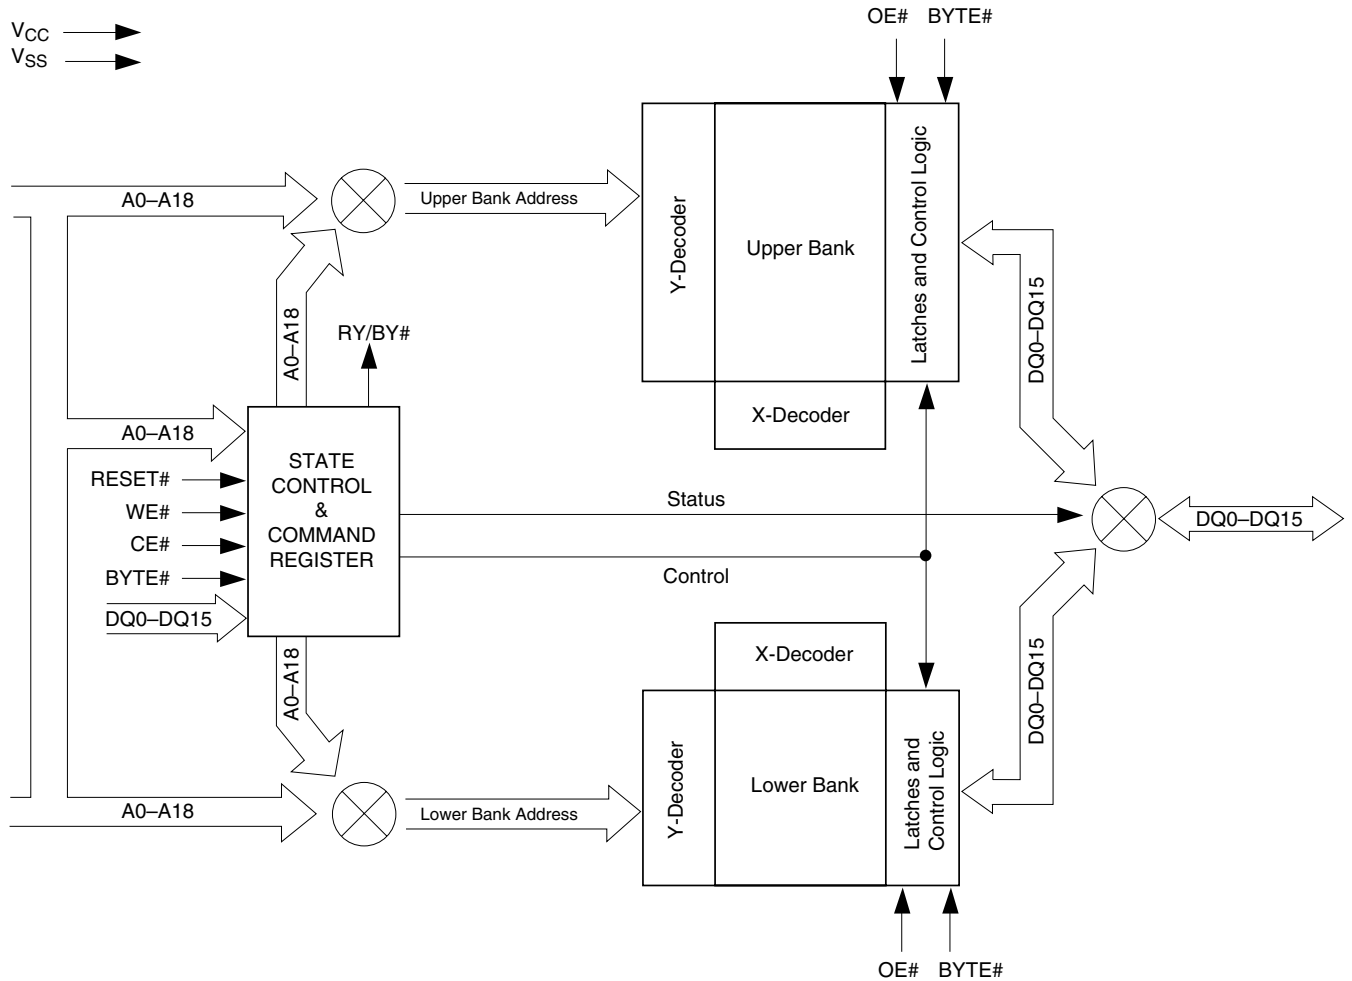 VCC
VSS
OE#
BYTE#
A0–A18
Upper Bank Address
Y-Decoder
Upper Bank
Latches and Control Logic
X-Decoder
DQ0–DQ15
A0–A18
RY/BY#
A0–A18
RESET#
WE#
CE#
BYTE#
DQ0–DQ15
STATE
CONTROL
&
COMMAND
REGISTER
Status
Control
DQ0–DQ15
A0–A18
X-Decoder
A0–A18
Lower Bank Address
Y-Decoder
Lower Bank
Latches and
Control Logic
DQ0–DQ15
OE#
BYTE#